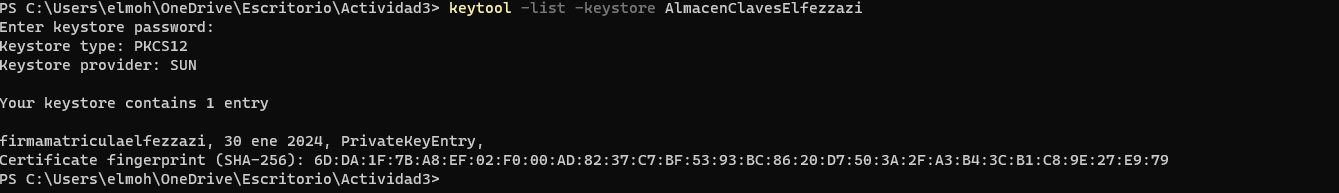 PS C:\Users\elmoh\OneDrive\Escritorio\Actividad3> keytool -list -keystore AlmacenClavesElfezzazi
Enter keystore password:
Keystore type: PKCS12
Keystore provider: SUN
Your keystore contains 1 entry
firmamatriculaelfezzazi, 30 ene 2024, PrivateKeyEntry,
Certificate fingerprint (SHA-256): 6D:DA:1F:7B:A8:EF:02:F0:00:AD:82:37:C7:BF:53:93:BC:86:20:D7:50:3A:2F:A3:B4:3C:B1:C8:9E:27:E9:79
PS C:\Users\elmoh\OneDrive\Escritorio\Actividad3>